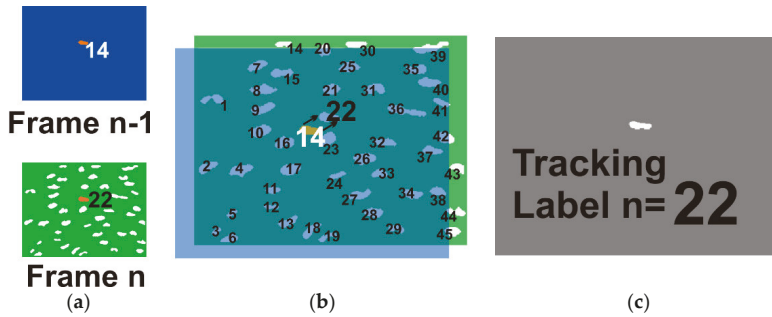 14
Frame n-1
22
Frame n
(a)
14 20 30 39
7 15 25 35
8 21 31 40
1 9 22 36 41
10 14 42
16 23 32 37
2 4 17 26 33 43
11 24 34 38
5 12 27 28 44
3 6 13 18 19 29 45
(b)
Tracking
Label n= 22
(c)